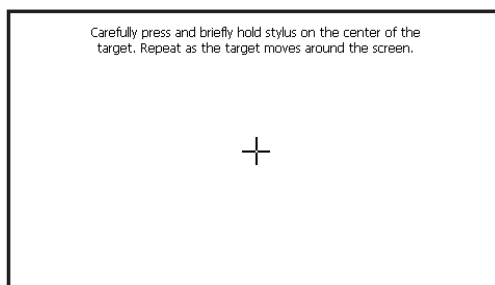 Carefully press and briefly hold stylus on the center of the
target. Repeat as the target moves around the screen.